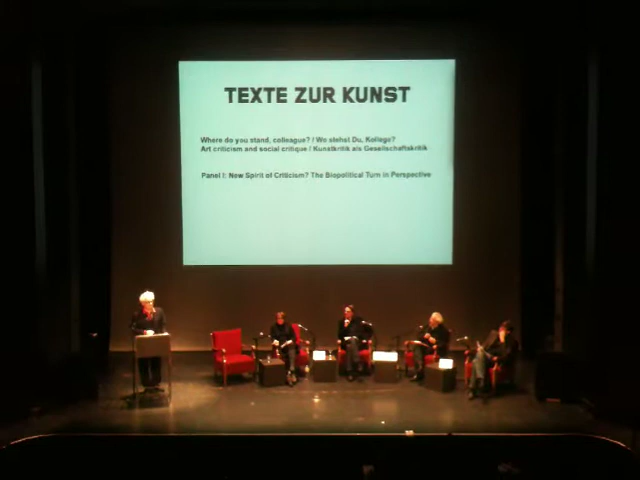 TEXTE ZUR KUNST
Where do you stand, colleague? / Wo stehst Du, Kollege?
Art criticism and social critique / Kunstkritik als Gesellschaftskritik
Panel I: New Spirit of Criticism? The Biopolitical Turn in Perspective